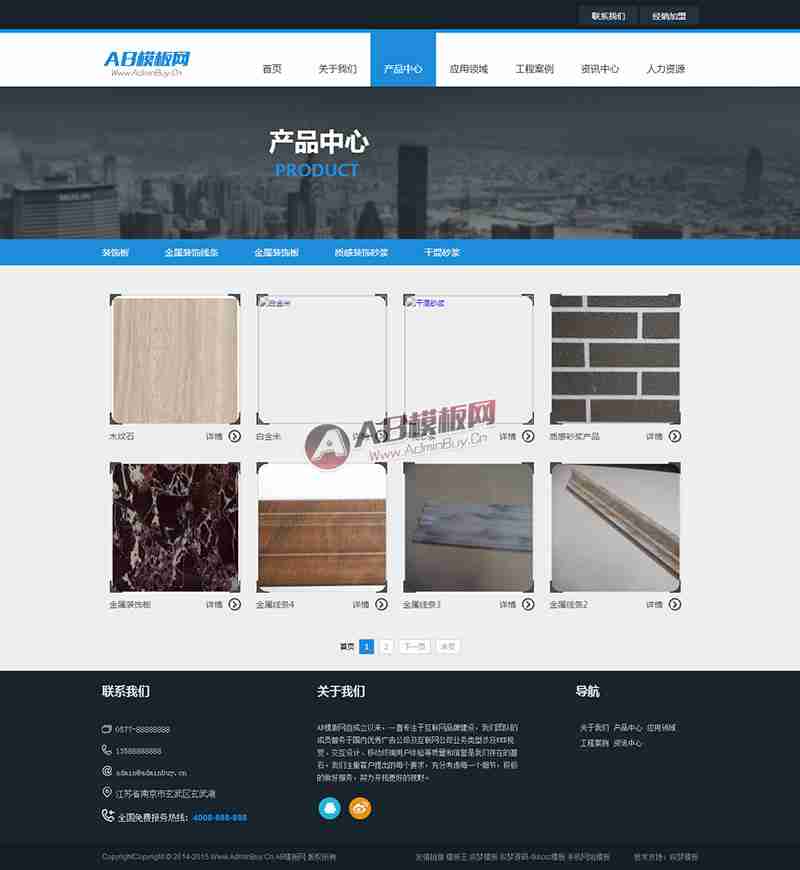 联系我们 经销加盟
AB模板网
Www.AdminBuy.Cn
首页 关于我们 产品中心 应用领域 工程案例 资讯中心 人力资源
产品中心
PRODUCT
装饰板 金属装饰线条 金属装饰板 质感装饰砂浆 干混砂浆
白金米 干混砂浆
木纹石 详情 白金米 详情 质感砂浆产品 详情
AB模板网
Www.AdminBuy.Cn
金属装饰板 详情 金属线条4 详情 金属线条3 详情 金属线条2 详情
首页 1 2 下一页 末页
联系我们 关于我们 导航
0577-88888888
13588888888
admin@adminbuy.cn
江苏省南京市玄武区玄武湖
全国免费服务热线：4008-888-888
AB模板网自成立以来，一直专注于互联网品牌建设，我们团队的
成员曾务于国内优秀广告公司及互联网公司业务类型涉及WEB视
觉、交互设计、移动终端用户体验等质量和信誉是我们存在的基
石。我们注重客户提出的每个要求，充分考虑每一个细节，积极
的做好服务，努力开拓更好的视野。
关于我们 产品中心 应用领域
工程案例 资讯中心
CopyrightCopyright © 2014-2015 Www.AdminBuy.Cn AB模板网 版权所有
友情链接 模板王 织梦模板 织梦源码 dedecms模板 手机网站模板 技术支持：织梦模板